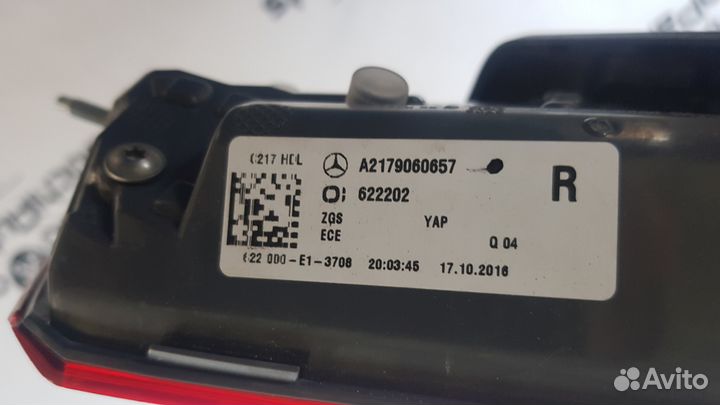 C217 HDL A2179060657 R
622202
ZGS YAP
ECE Q 04
622 000-E1-3708 20:03:45 17.10.2016
Avito